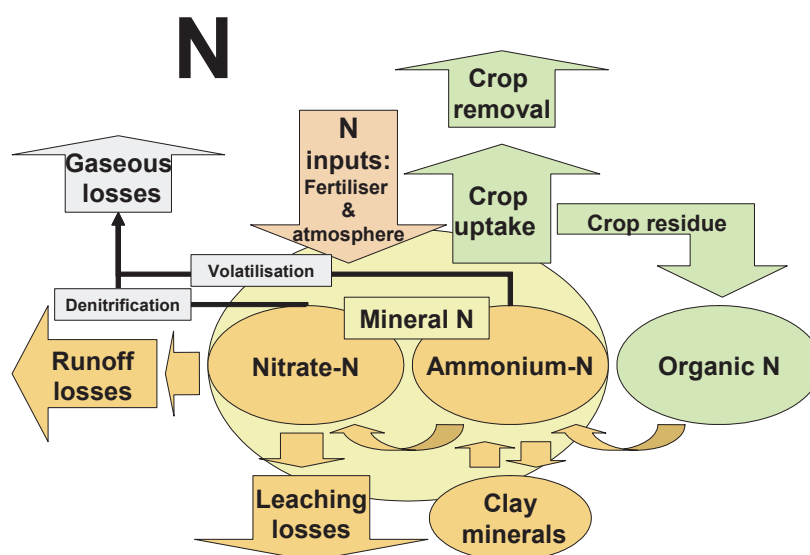 N
Crop
removal
N
inputs:
Fertiliser
&
atmosphere
Gaseous
losses
Crop
uptake
Crop residue
Volatilisation
Denitrification
Mineral N
Runoff
losses
Nitrate-N
Ammonium-N
Organic N
Leaching
losses
Clay
minerals